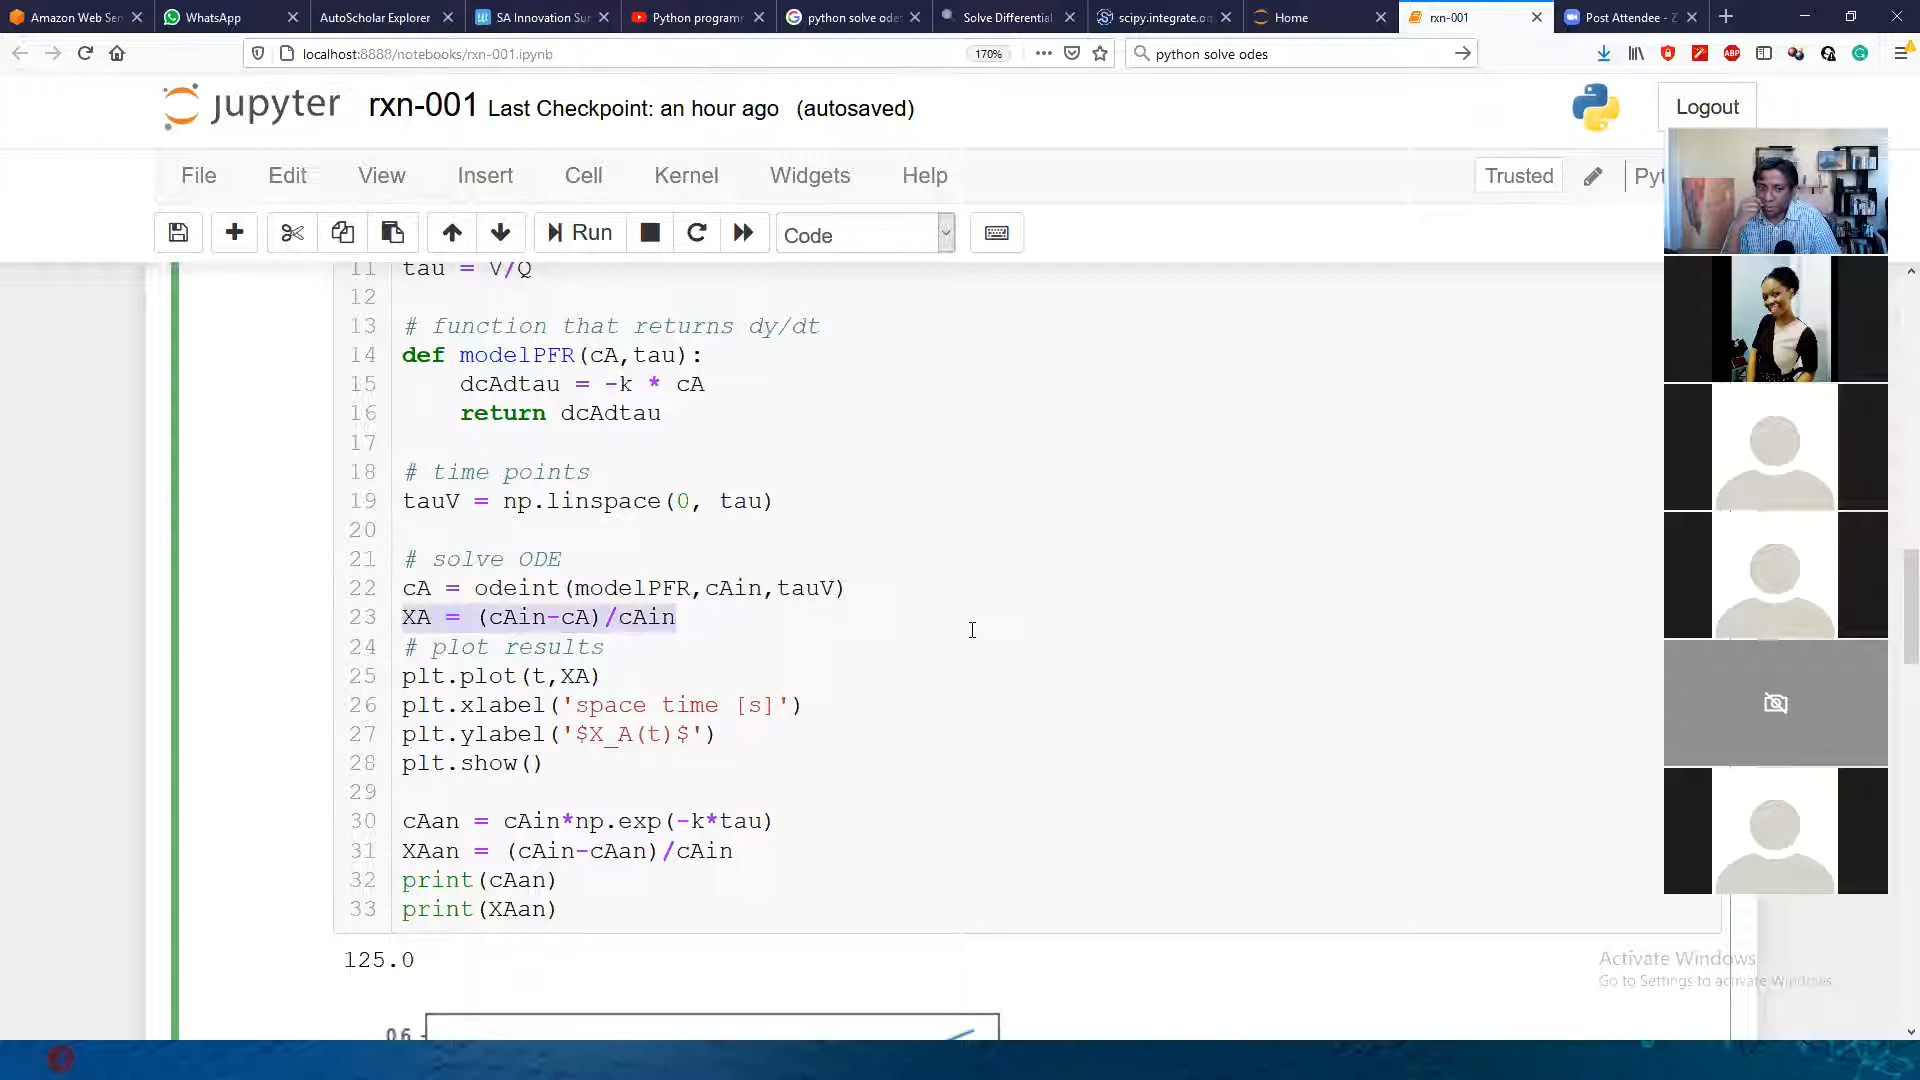 Amazon Web Ser
WhatsApp
AutoScholar Explorer
SA Innovation Sum
Python programm
python solve odes
Solve Differential
scipy.integrate.od
Home
rxn-001
Post Attendee - Z
localhost:8888/notebooks/rxn-001.ipynb
170%
python solve odes
jupyter rxn-001 Last Checkpoint: an hour ago (autosaved)
Logout
File Edit View Insert Cell Kernel Widgets Help
Trusted
Pyt
Run
Code
11 tau = V/Q
12
13 # function that returns dy/dt
14 def modelPFR(cA,tau):
15 dcAdtau = -k * cA
16 return dcAdtau
17
18 # time points
19 tauV = np.linspace(0, tau)
20
21 # solve ODE
22 cA = odeint(modelPFR,cAin,tauV)
23 XA = (cAin-cA)/cAin
24 # plot results
25 plt.plot(t,XA)
26 plt.xlabel('space time [s]')
27 plt.ylabel('$X_A(t)$')
28 plt.show()
29
30 cAan = cAin*np.exp(-k*tau)
31 XAan = (cAin-cAan)/cAin
32 print(cAan)
33 print(XAan)
125.0
0.6
Activate Windows
Go to Settings to activate Windows.